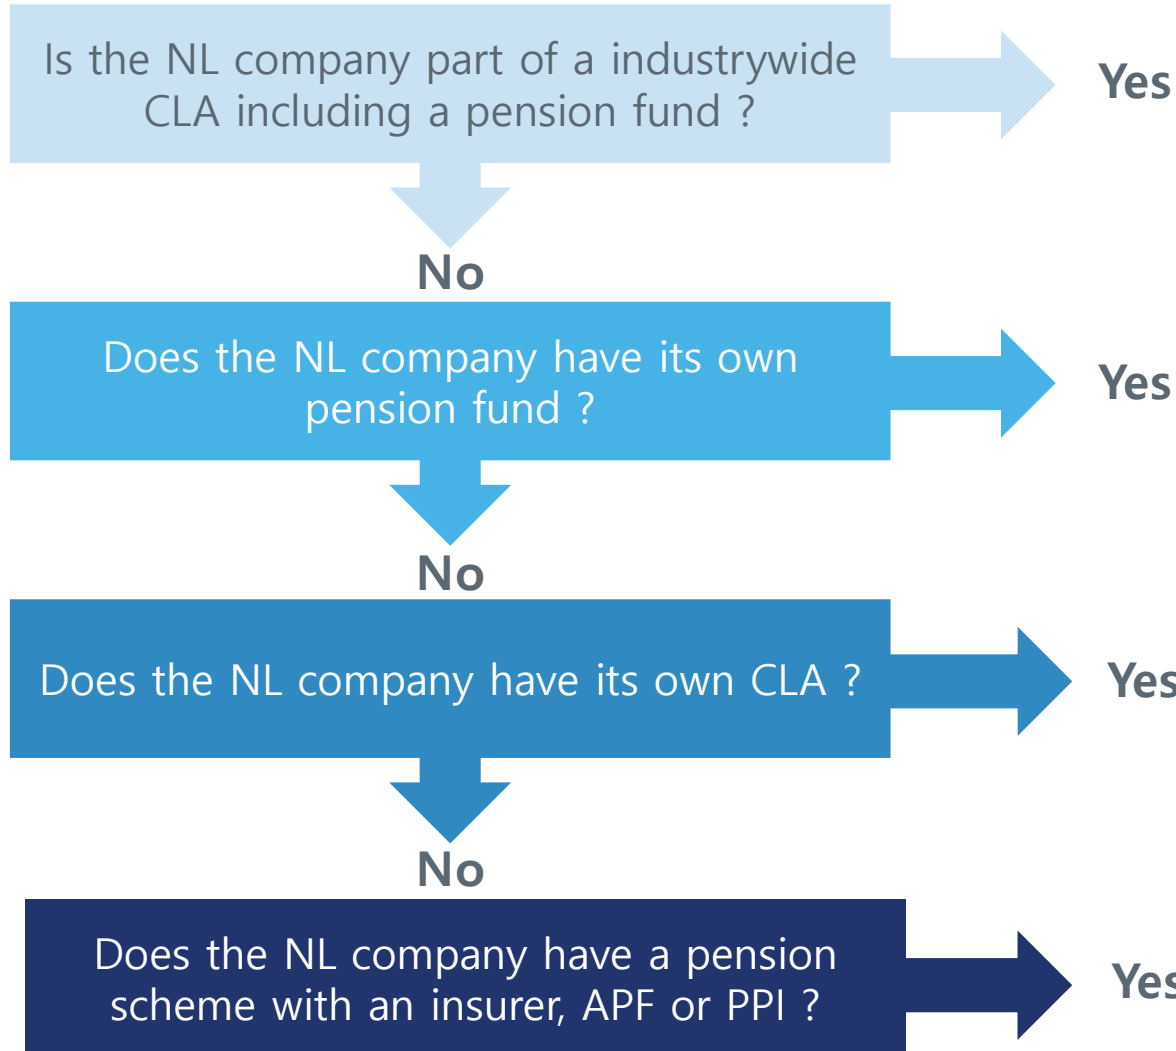 Is the NL company part of a industrywide
CLA including a pension fund ?
Yes
No
Does the NL company have its own
pension fund ?
Yes
No
Does the NL company have its own CLA ?
Yes
No
Does the NL company have a pension
scheme with an insurer, APF or PPI ?
Yes